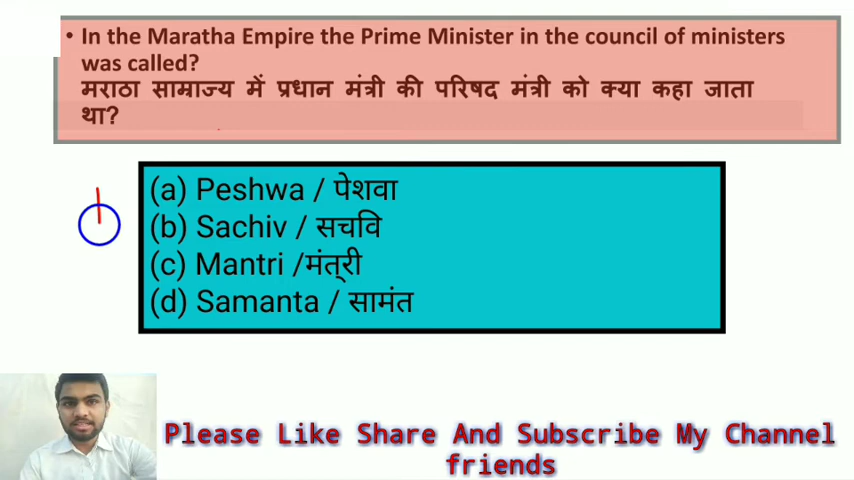 • In the Maratha Empire the Prime Minister in the council of ministers
was called?
मराठा साम्राज्य में प्रधान मंत्री की परिषद मंत्री को क्या कहा जाता
था?
(a) Peshwa / पेशवा
(b) Sachiv / सचवि
(c) Mantri /मंत्री
(d) Samanta / सामंत
Please Like Share And Subscribe My Channel
friends